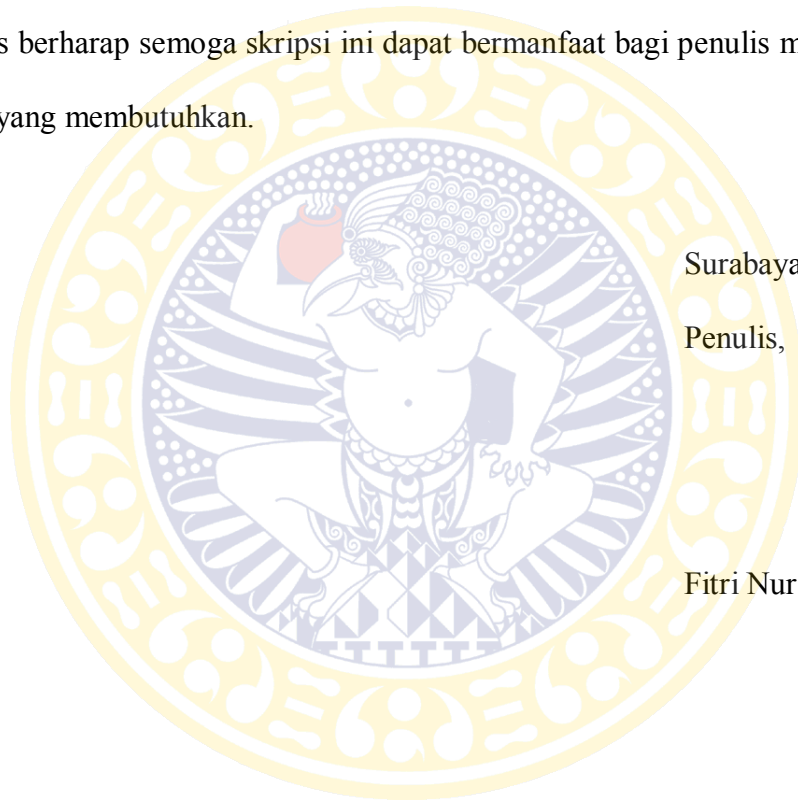 s berharap semoga skripsi ini dapat bermanfaat bagi penulis m
yang membutuhkan.
Surabaya
Penulis,
Fitri Nur